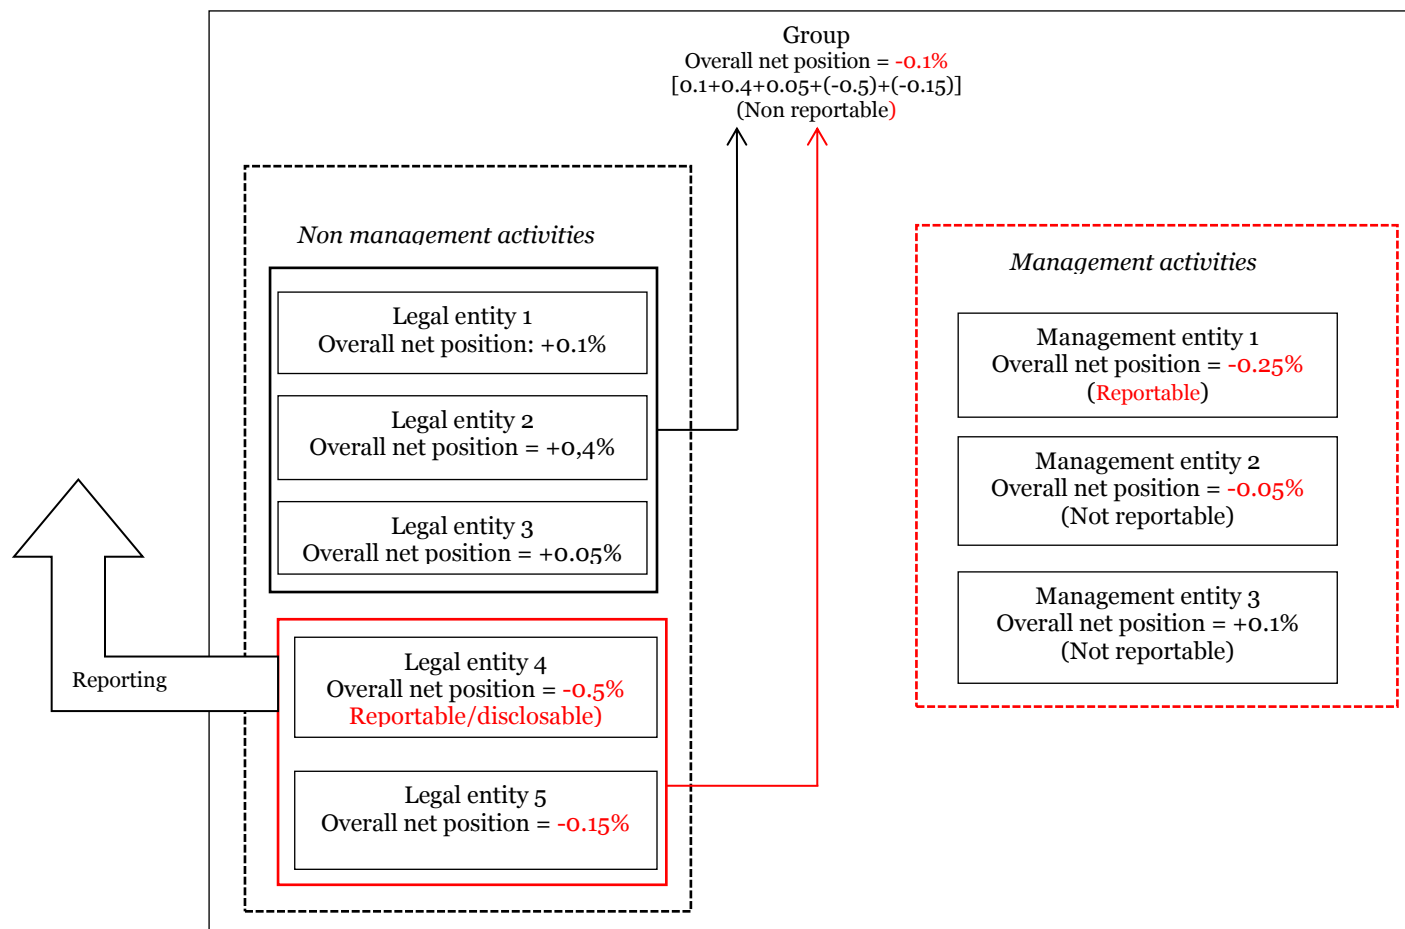 Group
Overall net position = -0.1%
[0.1+0.4+0.05+(-0.5)+(-0.15)]
(Non reportable)
Non management activities
Legal entity 1
Overall net position: +0.1%
Legal entity 2
Overall net position = +0,4%
Legal entity 3
Overall net position = +0.05%
Legal entity 4
Overall net position = -0.5%
Reportable/disclosable)
Legal entity 5
Overall net position = -0.15%
Reporting
Management activities
Management entity 1
Overall net position = -0.25%
(Reportable)
Management entity 2
Overall net position = -0.05%
(Not reportable)
Management entity 3
Overall net position = +0.1%
(Not reportable)